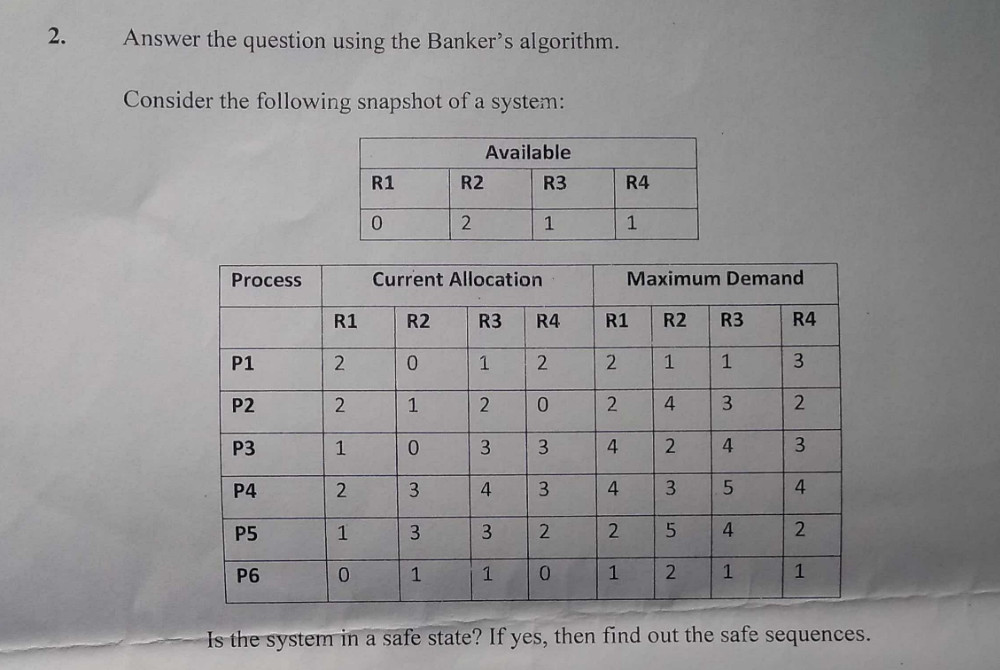 2. Answer the question using the Banker's algorithm.
Consider the following snapshot of a system:
Available
R1 R2 R3 R4
0 2 1 1
Process Current Allocation Maximum Demand
R1 R2 R3 R4 R1 R2 R3 R4
P1 2 0 1 2 2 1 1 3
P2 2 1 2 0 2 4 3 2
P3 1 0 3 3 4 2 4 3
P4 2 3 4 3 4 3 5 4
P5 1 3 3 2 2 5 4 2
P6 0 1 1 0 1 2 1 1
Is the system in a safe state? If yes, then find out the safe sequences.